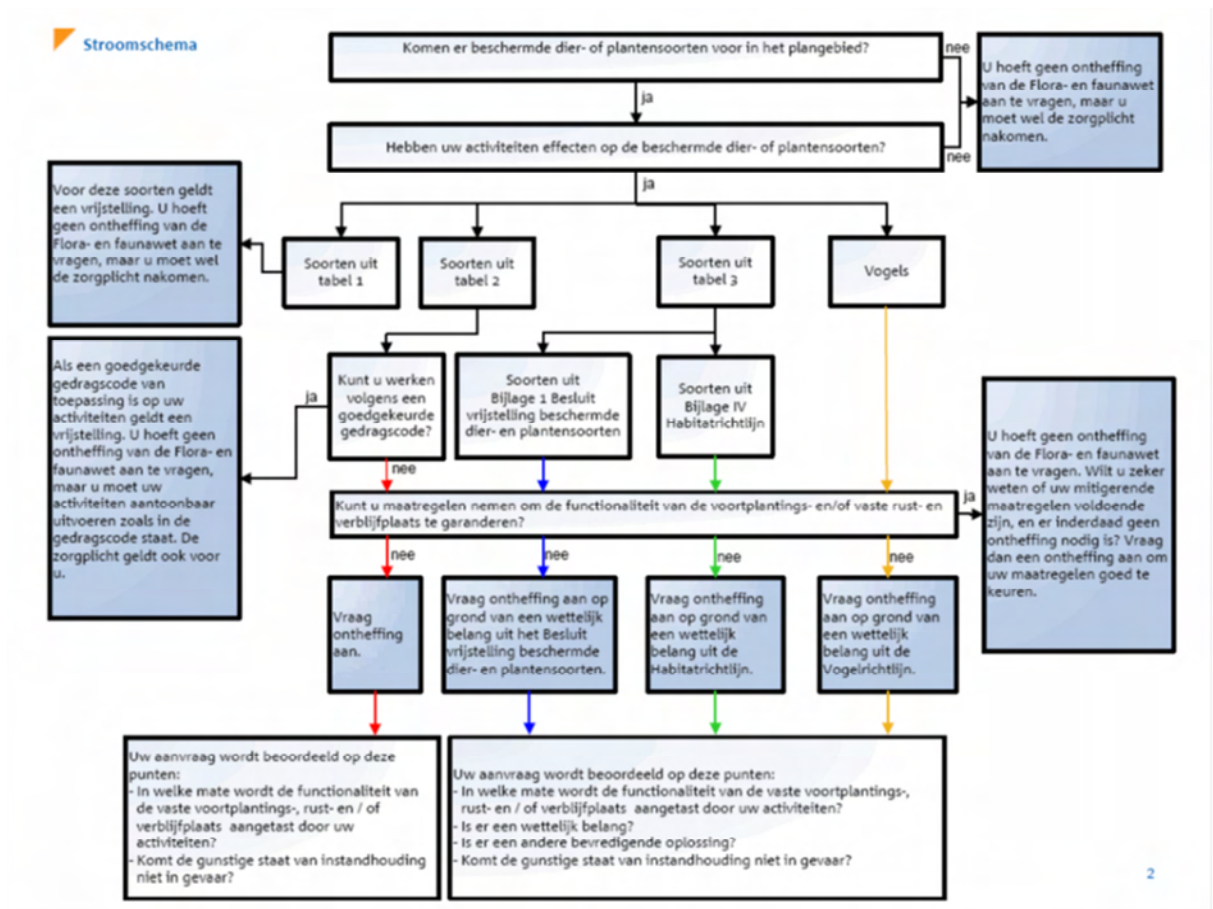 Stroomschema
Komen er beschermde dier- of plantensoorten voor in het plangebied?
nee
U hoeft geen ontheffing
van de Flora- en faunawet
aan te vragen, maar u
moet wel de zorgplicht
nakomen.
ja
Hebben uw activiteiten effecten op de beschermde dier- of plantensoorten?
nee
ja
Voor deze soorten geldt
een vrijstelling. U hoeft
geen ontheffing van de
Flora- en faunawet aan te
vragen, maar u moet wel
de zorgplicht nakomen.
Soorten uit
tabel 1
Soorten uit
tabel 2
Soorten uit
tabel 3
Vogels
Als een goedgekeurde
gedragscode van
toepassing is op uw
activiteiten geldt een
vrijstelling. U hoeft geen
ontheffing van de Flora- en
faunawet aan te vragen,
maar u moet uw
activiteiten aantoonbaar
uitvoeren zoals in de
gedragscode staat. De
zorgplicht geldt ook voor
u.
ja
Kunt u werken
volgens een
goedgekeurde
gedragscode?
Soorten uit
Bijlage 1 Besluit
vrijstelling beschermde
dier- en plantensoorten
Soorten uit
Bijlage IV
Habitatrichtlijn
nee
Kunt u maatregelen nemen om de functionaliteit van de voortplantings- en/of vaste rust- en
verblijfplaats te garanderen?
ja
U hoeft geen ontheffing
van de Flora- en faunawet
aan te vragen. Wilt u zeker
weten of uw mitigerende
maatregelen voldoende
zijn, en er inderdaad geen
ontheffing nodig is? Vraag
dan een ontheffing aan om
uw maatregelen goed te
keuren.
nee
nee
nee
nee
Vraag
ontheffing
aan.
Vraag ontheffing aan op
grond van een wettelijk
belang uit het Besluit
vrijstelling beschermde
dier- en plantensoorten.
Vraag ontheffing
aan op grond van
een wettelijk
belang uit de
Habitatrichtlijn.
Vraag ontheffing
aan op grond van
een wettelijk
belang uit de
Vogelrichtlijn.
Uw aanvraag wordt beoordeeld op deze
punten:
- In welke mate wordt de functionaliteit van
de vaste voortplantings-, rust- en / of
verblijfplaats aangetast door uw
activiteiten?
- Komt de gunstige staat van instandhouding
niet in gevaar?
Uw aanvraag wordt beoordeeld op deze punten:
- In welke mate wordt de functionaliteit van de vaste voortplantings-,
rust- en / of verblijfplaats aangetast door uw activiteiten?
- Is er een wettelijk belang?
- Is er een andere bevredigende oplossing?
- Komt de gunstige staat van instandhouding niet in gevaar?
2